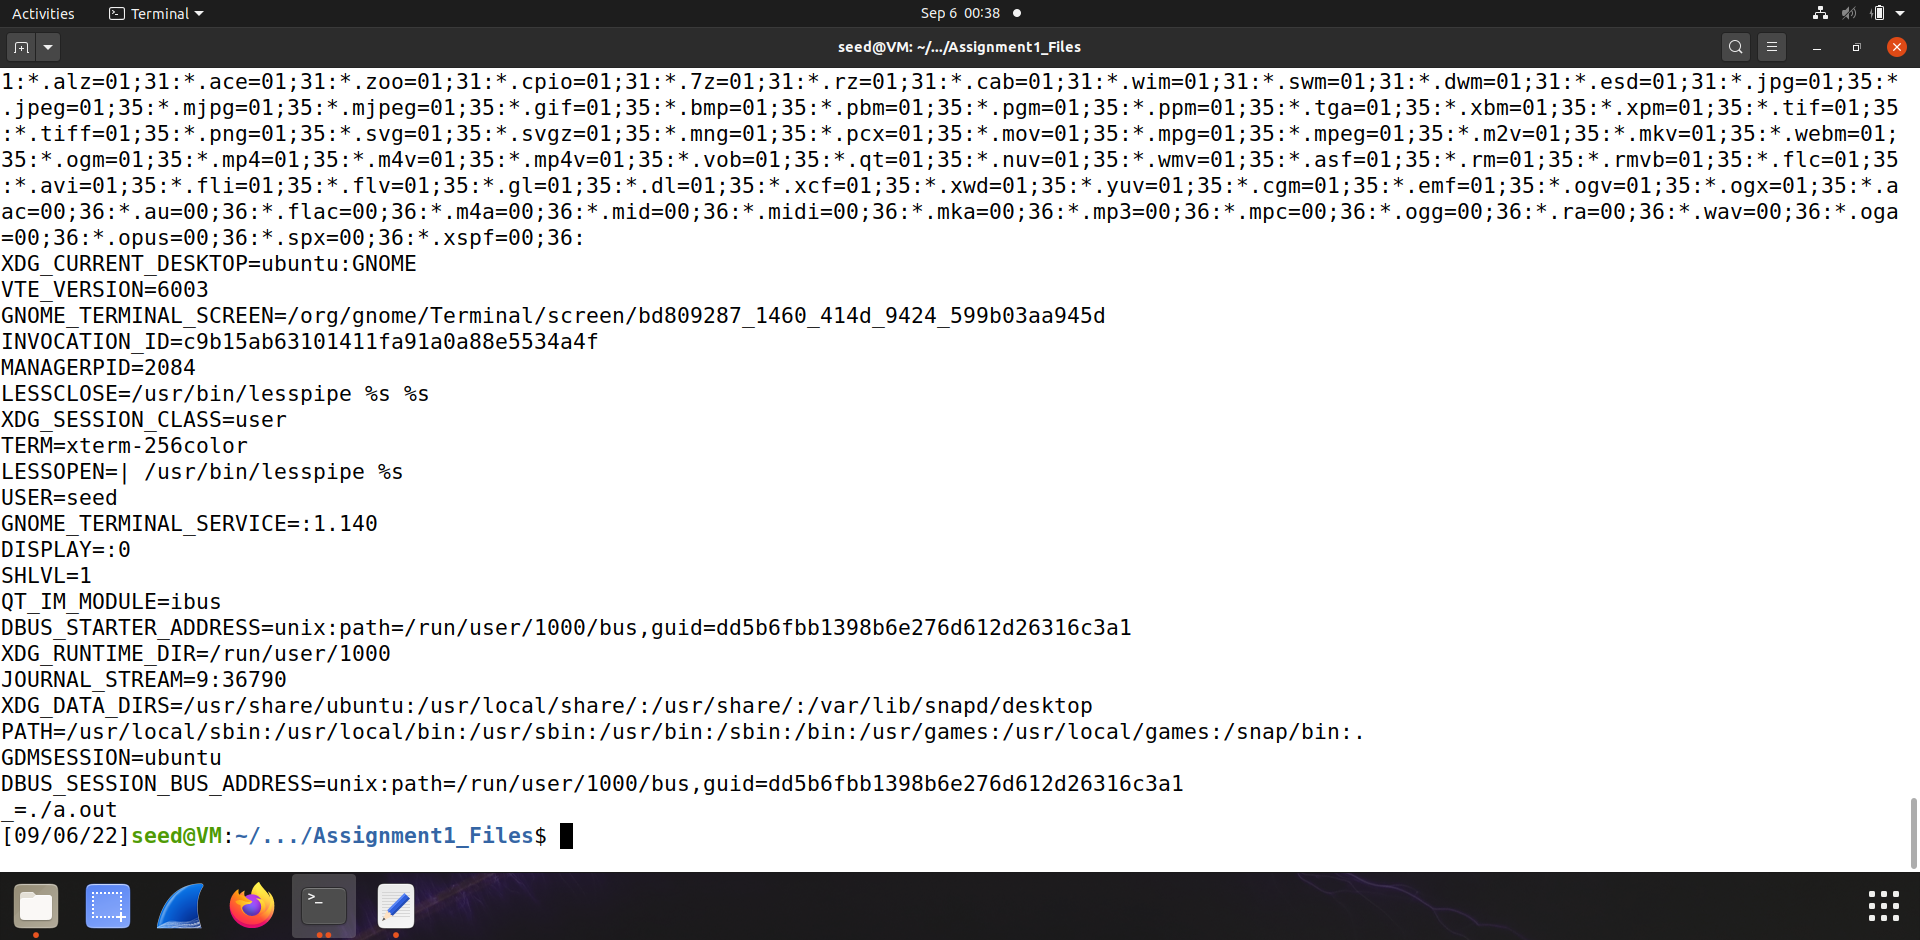 Activities
Terminal
Sep 6 00:38
seed@VM: ~/.../Assignment1_Files
1:*.alz=01;31:*.ace=01;31:*.zoo=01;31:*.cpio=01;31:*.7z=01;31:*.rz=01;31:*.cab=01;31:*.wim=01;31:*.swm=01;31:*.dwm=01;31:*.esd=01;31:*.jpg=01;35:*
.jpeg=01;35:*.mjpg=01;35:*.mjpeg=01;35:*.gif=01;35:*.bmp=01;35:*.pbm=01;35:*.pgm=01;35:*.ppm=01;35:*.tga=01;35:*.xbm=01;35:*.xpm=01;35:*.tif=01;35
:*.tiff=01;35:*.png=01;35:*.svg=01;35:*.svgz=01;35:*.mng=01;35:*.pcx=01;35:*.mov=01;35:*.mpg=01;35:*.mpeg=01;35:*.m2v=01;35:*.mkv=01;35:*.webm=01;
35:*.ogm=01;35:*.mp4=01;35:*.m4v=01;35:*.mp4v=01;35:*.vob=01;35:*.qt=01;35:*.nuv=01;35:*.wmv=01;35:*.asf=01;35:*.rm=01;35:*.rmvb=01;35:*.flc=01;35
:*.avi=01;35:*.fli=01;35:*.flv=01;35:*.gl=01;35:*.dl=01;35:*.xcf=01;35:*.xwd=01;35:*.yuv=01;35:*.cgm=01;35:*.emf=01;35:*.ogv=01;35:*.ogx=01;35:*.a
ac=00;36:*.au=00;36:*.flac=00;36:*.m4a=00;36:*.mid=00;36:*.midi=00;36:*.mka=00;36:*.mp3=00;36:*.mpc=00;36:*.ogg=00;36:*.ra=00;36:*.wav=00;36:*.oga
=00;36:*.opus=00;36:*.spx=00;36:*.xspf=00;36:
XDG_CURRENT_DESKTOP=ubuntu:GNOME
VTE_VERSION=6003
GNOME_TERMINAL_SCREEN=/org/gnome/Terminal/screen/bd809287_1460_414d_9424_599b03aa945d
INVOCATION_ID=c9b15ab63101411fa91a0a88e5534a4f
MANAGERPID=2084
LESSCLOSE=/usr/bin/lesspipe %s %s
XDG_SESSION_CLASS=user
TERM=xterm-256color
LESSOPEN=| /usr/bin/lesspipe %s
USER=seed
GNOME_TERMINAL_SERVICE=:1.140
DISPLAY=:0
SHLVL=1
QT_IM_MODULE=ibus
DBUS_STARTER_ADDRESS=unix:path=/run/user/1000/bus,guid=dd5b6fbb1398b6e276d612d26316c3a1
XDG_RUNTIME_DIR=/run/user/1000
JOURNAL_STREAM=9:36790
XDG_DATA_DIRS=/usr/share/ubuntu:/usr/local/share/:/usr/share/:/var/lib/snapd/desktop
PATH=/usr/local/sbin:/usr/local/bin:/usr/sbin:/usr/bin:/sbin:/bin:/usr/games:/usr/local/games:/snap/bin:.
GDMSESSION=ubuntu
DBUS_SESSION_BUS_ADDRESS=unix:path=/run/user/1000/bus,guid=dd5b6fbb1398b6e276d612d26316c3a1
_=./a.out
[09/06/22]seed@VM:~/.../Assignment1_Files$